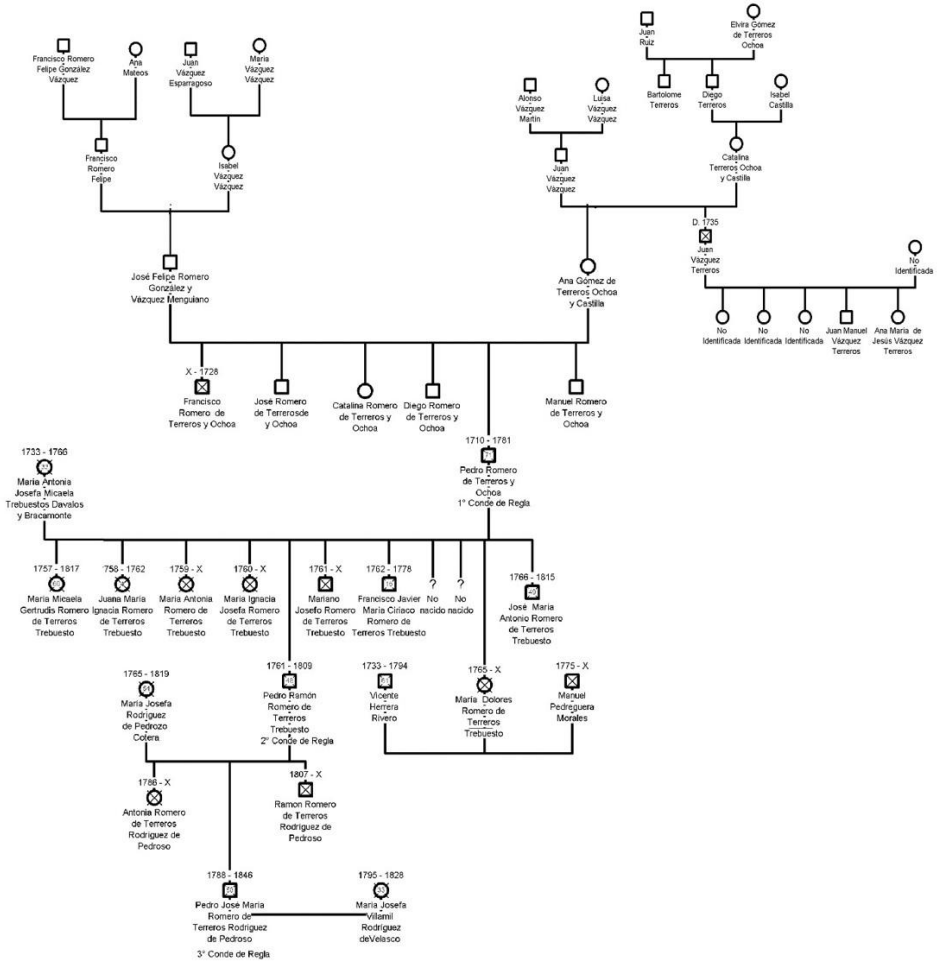 Francisco Romero
Felipe González
Vázquez
Ana
Mateos
Juan
Vázquez
Esparragoso
María
Vázquez
Vázquez
Juan
Ruiz
Elvira Gómez
de Terreros
Ochoa
Alonso
Vázquez
Martín
Luisa
Vázquez
Vázquez
Bartolome
Terreros
Diego
Terreros
Isabel
Castilla
Francisco
Romero
Felipe
Isabel
Vázquez
Vázquez
Juan
Vázquez
Vázquez
Catalina
Terreros Ochoa
y Castilla
D. 1735
Juan
Vázquez
Terreros
No
Identificada
José Felipe Romero
González y
Vázquez Menguiano
Ana Gómez de
Terreros Ochoa
y Castilla
No
Identificada
No
Identificada
No
Identificada
Juan Manuel
Vázquez
Terreros
Ana María de
Jesús Vázquez
Terreros
X - 1728
Francisco
Romero de
Terreros y Ochoa
José Romero
de Terrerosde
y Ochoa
Catalina Romero
de Terreros y
Ochoa
Diego Romero
de Terreros y
Ochoa
Manuel Romero
de Terreros y
Ochoa
1710 - 1781
71
Pedro Romero
de Terreros y
Ochoa
1° Conde de Regla
1733 - 1766
María Antonia
Josefa Micaela
Trebuestos Davalos
y Bracamonte
1757 - 1817
60
María Micaela
Gertrudis Romero
de Terreros
Trebuesto
758 - 1762
Juana María
Ignacia Romero
de Terreros
Trebuesto
1759 - X
María Antonia
Romero de
Terreros
Trebuesto
1760 - X
María Ignacia
Josefa Romero
de Terreros
Trebuesto
1761 - X
Mariano
Josefo Romero
de Terreros
Trebuesto
1762 - 1778
16
Francisco Javier
María Ciriaco
Romero de
Terreros Trebuesto
?
No
nacido
?
No
nacido
1766 - 1815
49
José María
Antonio Romero
de Terreros
Trebuesto
1765 - 1819
54
María Josefa
Rodríguez
de Pedrozo
Cotera
1761 - 1809
48
Pedro Ramón
Romero de
Terreros
Trebuesto
2° Conde de Regla
1733 - 1794
61
Vicente
Herrera
Rivero
1765 - X
María Dolores
Romero de
Terreros
Trebuesto
1775 - X
Manuel
Pedreguera
Morales
1786 - X
Antonia Romero
de Terreros
Rodríguez de
Pedroso
1807 - X
Ramon Romero
de Terreros
Rodríguez de
Pedroso
1788 - 1846
Pedro José María
Romero de
Terreros Rodríguez
de Pedroso
3° Conde de Regla
1795 - 1828
33
María Josefa
Villamil
Rodríguez
deVelasco